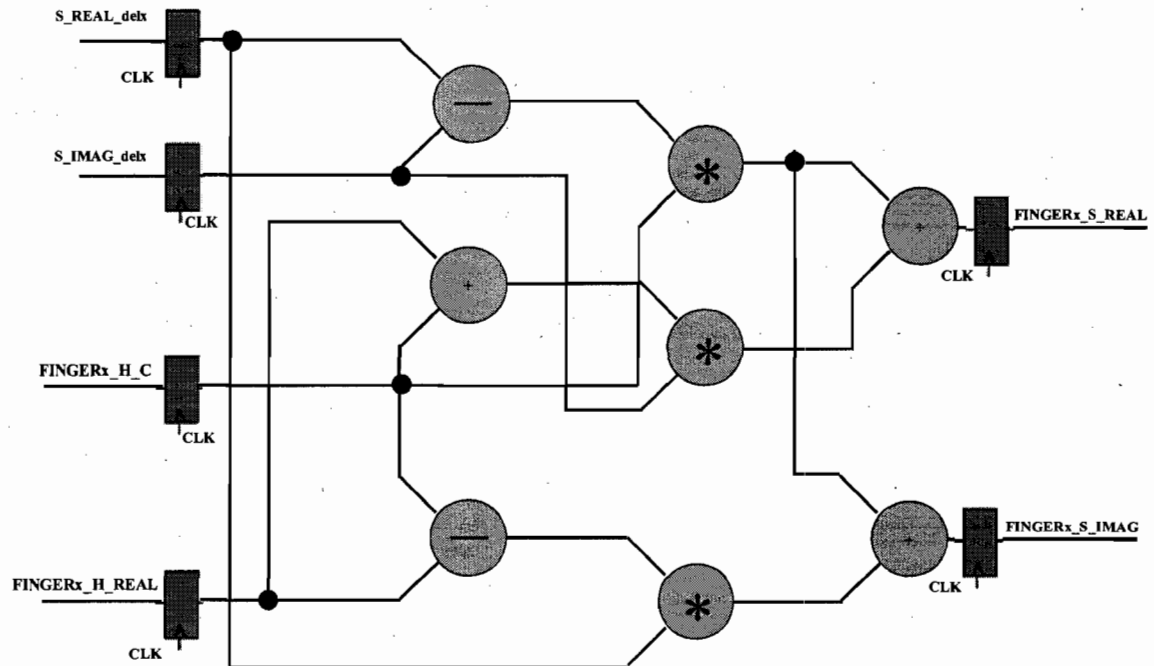 S_REAL_delx
CLK
—
S_IMAG_delx
*
CLK
FINGERx_S_REAL
+
CLK
+
*
FINGERx_H_C
CLK
FINGERx_S_IMAG
—
+
FINGERx_H_REAL
CLK
*
CLK